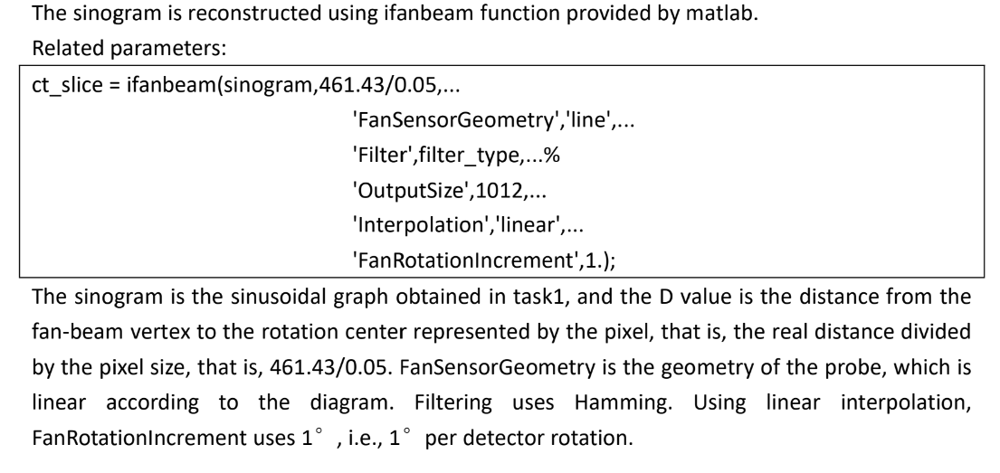 The sinogram is reconstructed using ifanbeam function provided by matlab.
Related parameters:
ct_slice = ifanbeam(sinogram,461.43/0.05,...
'FanSensorGeometry','line',...
'Filter',filter_type,...%
'OutputSize',1012,...
'Interpolation','linear',...
'FanRotationIncrement',1.);
The sinogram is the sinusoidal graph obtained in task1, and the D value is the distance from the
fan-beam vertex to the rotation center represented by the pixel, that is, the real distance divided
by the pixel size, that is, 461.43/0.05. FanSensorGeometry is the geometry of the probe, which is
linear according to the diagram. Filtering uses Hamming. Using linear interpolation,
FanRotationIncrement uses 1° , i.e., 1° per detector rotation.